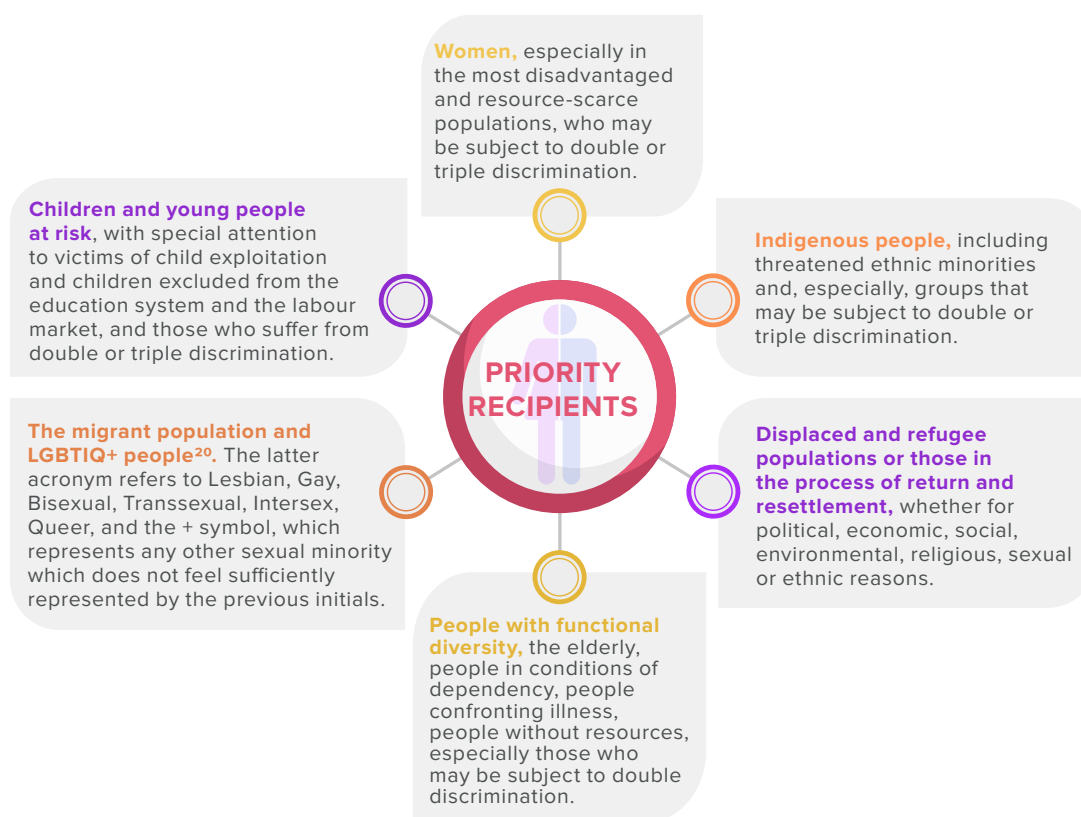 Women, especially in
the most disadvantaged
and resource-scarce
populations, who may
be subject to double or
triple discrimination.
Children and young people
at risk, with special attention
to victims of child exploitation
and children excluded from the
education system and the labour
market, and those who suffer from
double or triple discrimination.
Indigenous people, including
threatened ethnic minorities
and, especially, groups that
may be subject to double or
triple discrimination.
PRIORITY
RECIPIENTS
The migrant population and
LGBTIQ+ people²⁰. The latter
acronym refers to Lesbian, Gay,
Bisexual, Transsexual, Intersex,
Queer, and the + symbol, which
represents any other sexual minority
which does not feel sufficiently
represented by the previous initials.
Displaced and refugee
populations or those in
the process of return and
resettlement, whether for
political, economic, social,
environmental, religious, sexual
or ethnic reasons.
People with functional
diversity, the elderly,
people in conditions of
dependency, people
confronting illness,
people without resources,
especially those who
may be subject to double
discrimination.